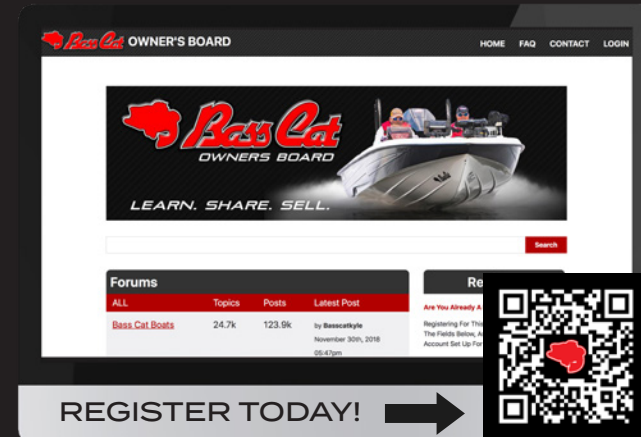 Bass Cat OWNER'S BOARD
HOME FAQ CONTACT LOGIN
Bass Cat
OWNERS BOARD
LEARN. SHARE. SELL.
Search
Forums
ALL Topics Posts Latest Post
Bass Cat Boats 24.7k 123.9k by Basscatkyle
November 30th, 2018
05:47pm
Are You Already A
Registering For
The Fields Below,
Account Set Up For
REGISTER TODAY!